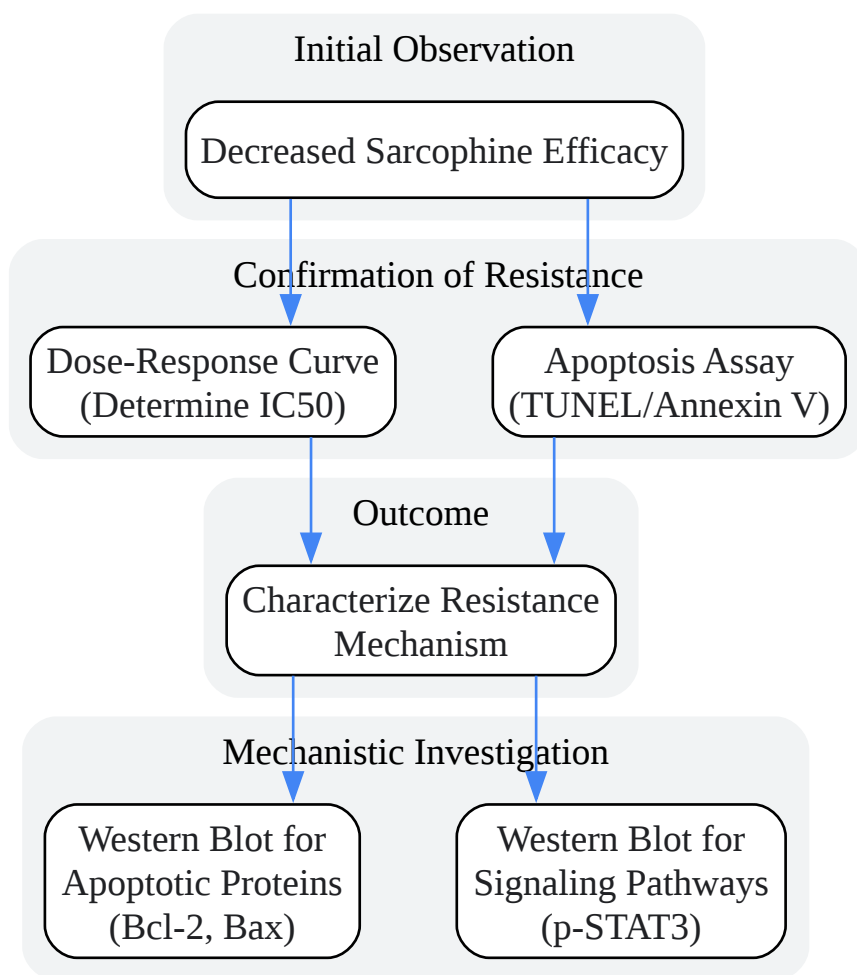 Initial Observation
Decreased Sarcophine Efficacy
Confirmation of Resistance
Dose-Response Curve
(Determine IC50)
Apoptosis Assay
(TUNEL/Annexin V)
Outcome
Characterize Resistance
Mechanism
Mechanistic Investigation
Western Blot for
Apoptotic Proteins
(Bcl-2, Bax)
Western Blot for
Signaling Pathways
(p-STAT3)